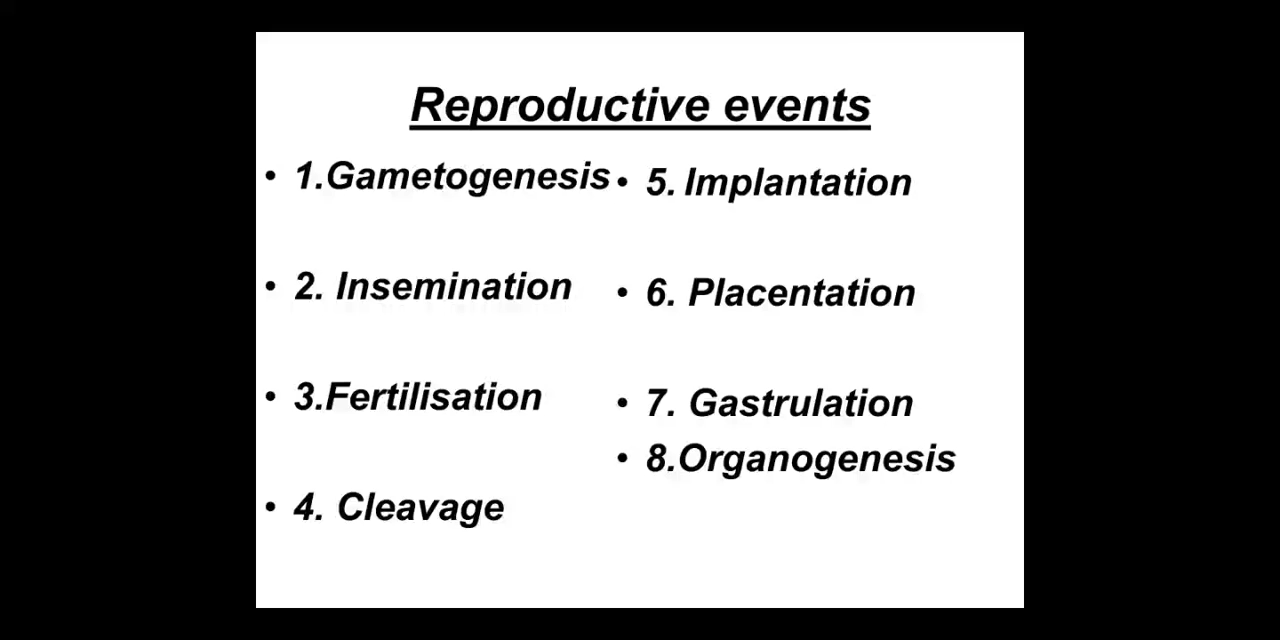 Reproductive events
• 1.Gametogenesis
• 2. Insemination
• 3.Fertilisation
• 4. Cleavage
• 5. Implantation
• 6. Placentation
• 7. Gastrulation
• 8.Organogenesis